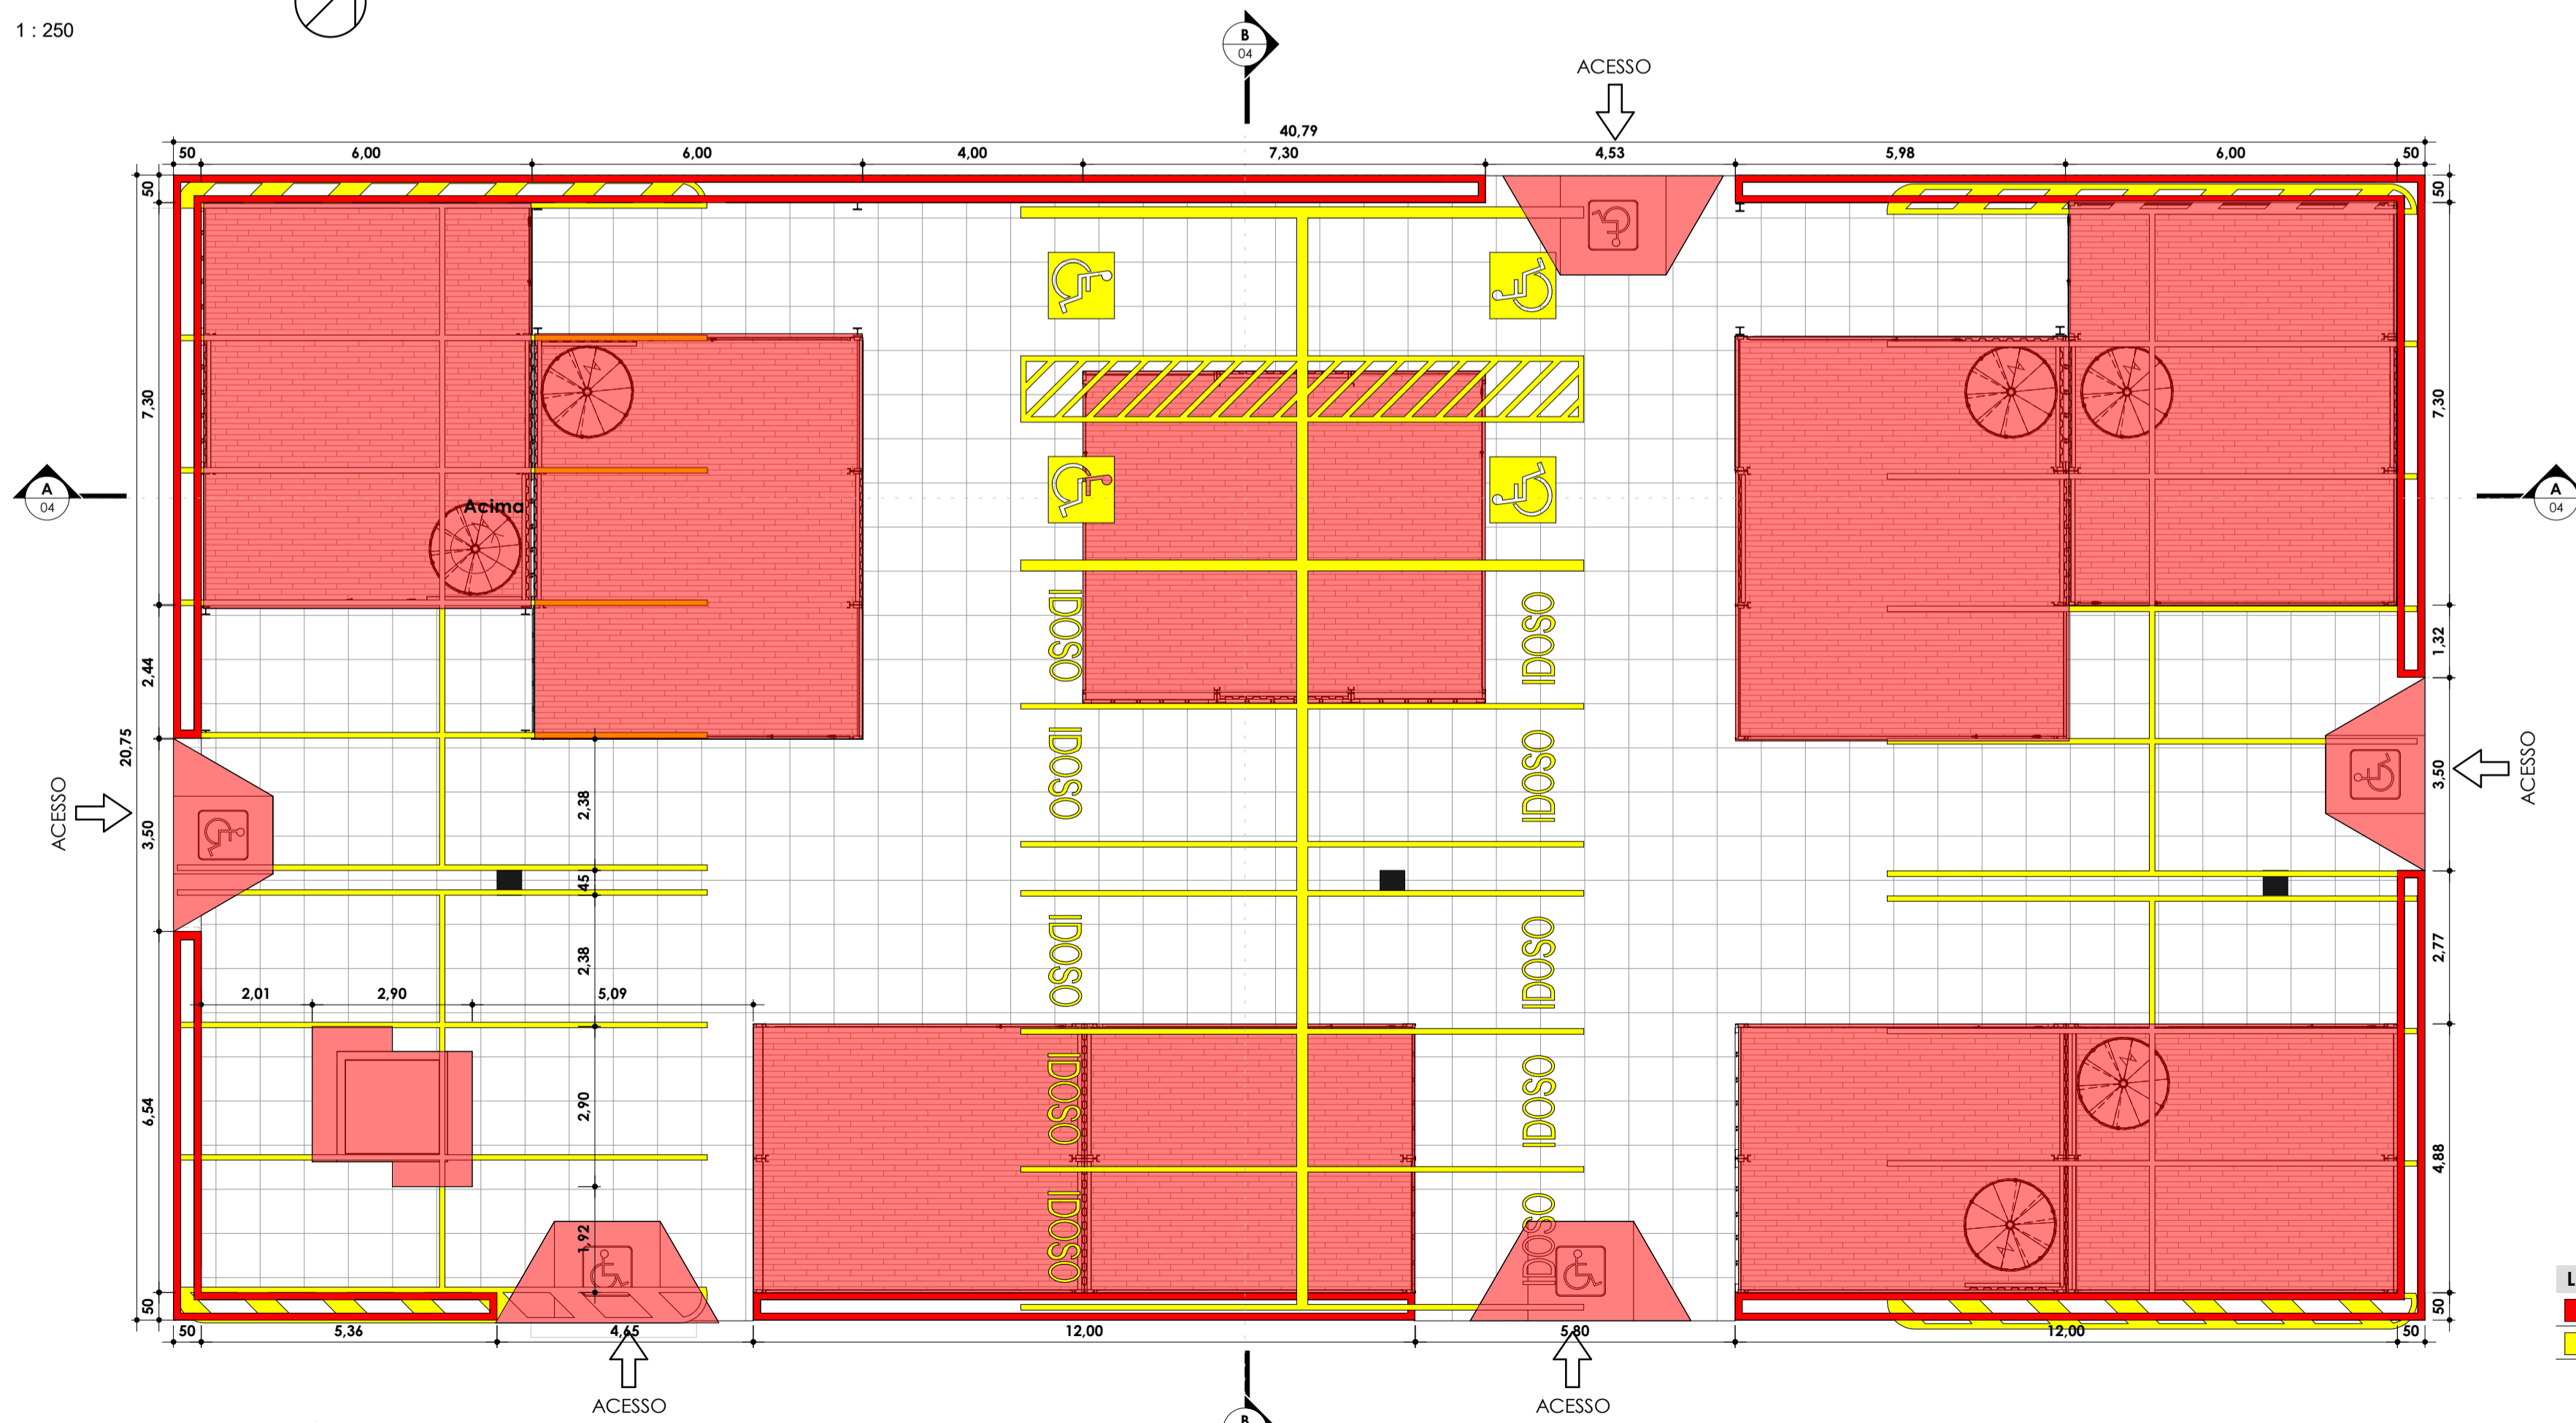 1 : 250
B
04
ACESSO
40,79
50
6,00
6,00
4,00
7,30
4,53
5,98
6,00
50
50
50
7,30
7,30
A
04
A
04
Acima
IDOSO
IDOSO
1,32
2,44
20,75
IDOSO
IDOSO
2,38
3,50
ACESSO
3,50
ACESSO
45
IDOSO
IDOSO
2,38
2,77
2,01
2,90
5,09
IDOSO
IDOSO
6,54
2,90
4,88
IDOSO
IDOSO
1,92
50
50
50
5,36
4,65
12,00
5,80
12,00
50
ACESSO
ACESSO
B
L